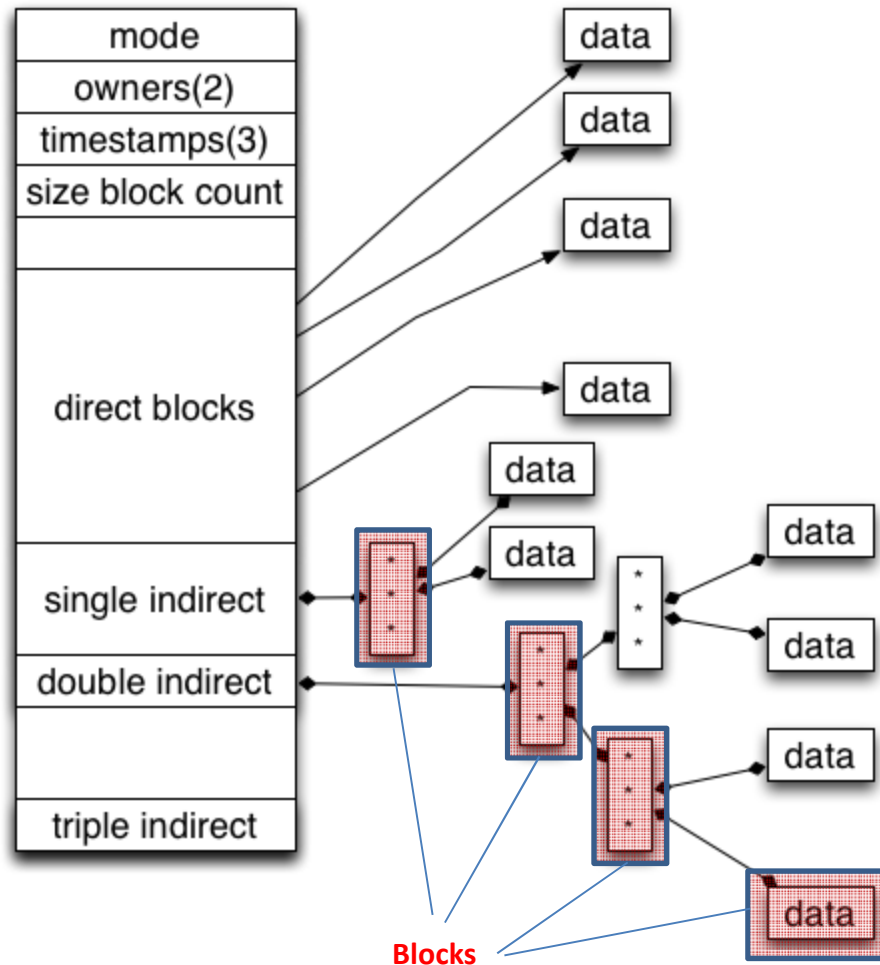 mode
owners(2)
timestamps(3)
size block count
direct blocks
single indirect
double indirect
triple indirect
data
data
data
data
data
data
*
*
*
*
*
*
*
*
*
*
*
*
data
data
data
data
Blocks